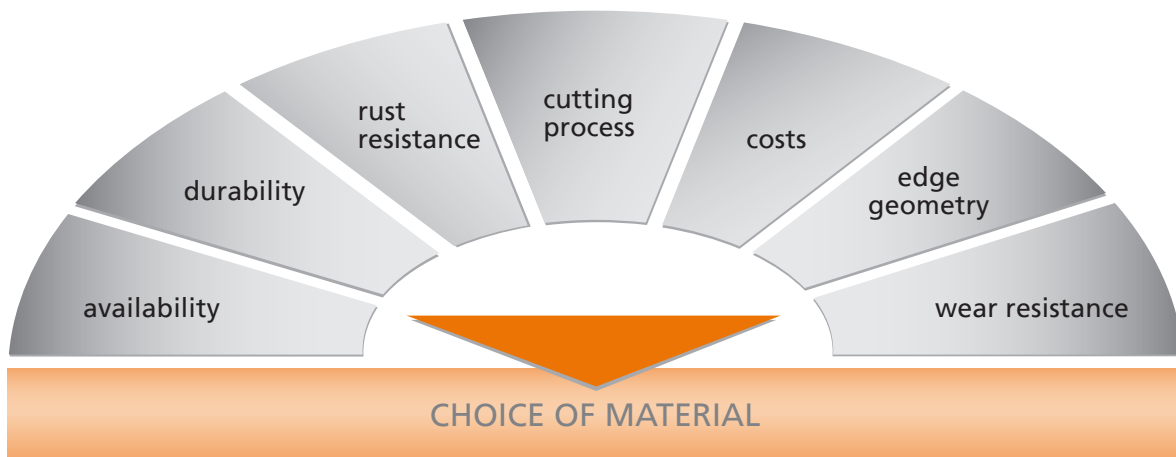 availability
durability
rust
resistance
cutting
process
costs
edge
geometry
wear resistance
CHOICE OF MATERIAL